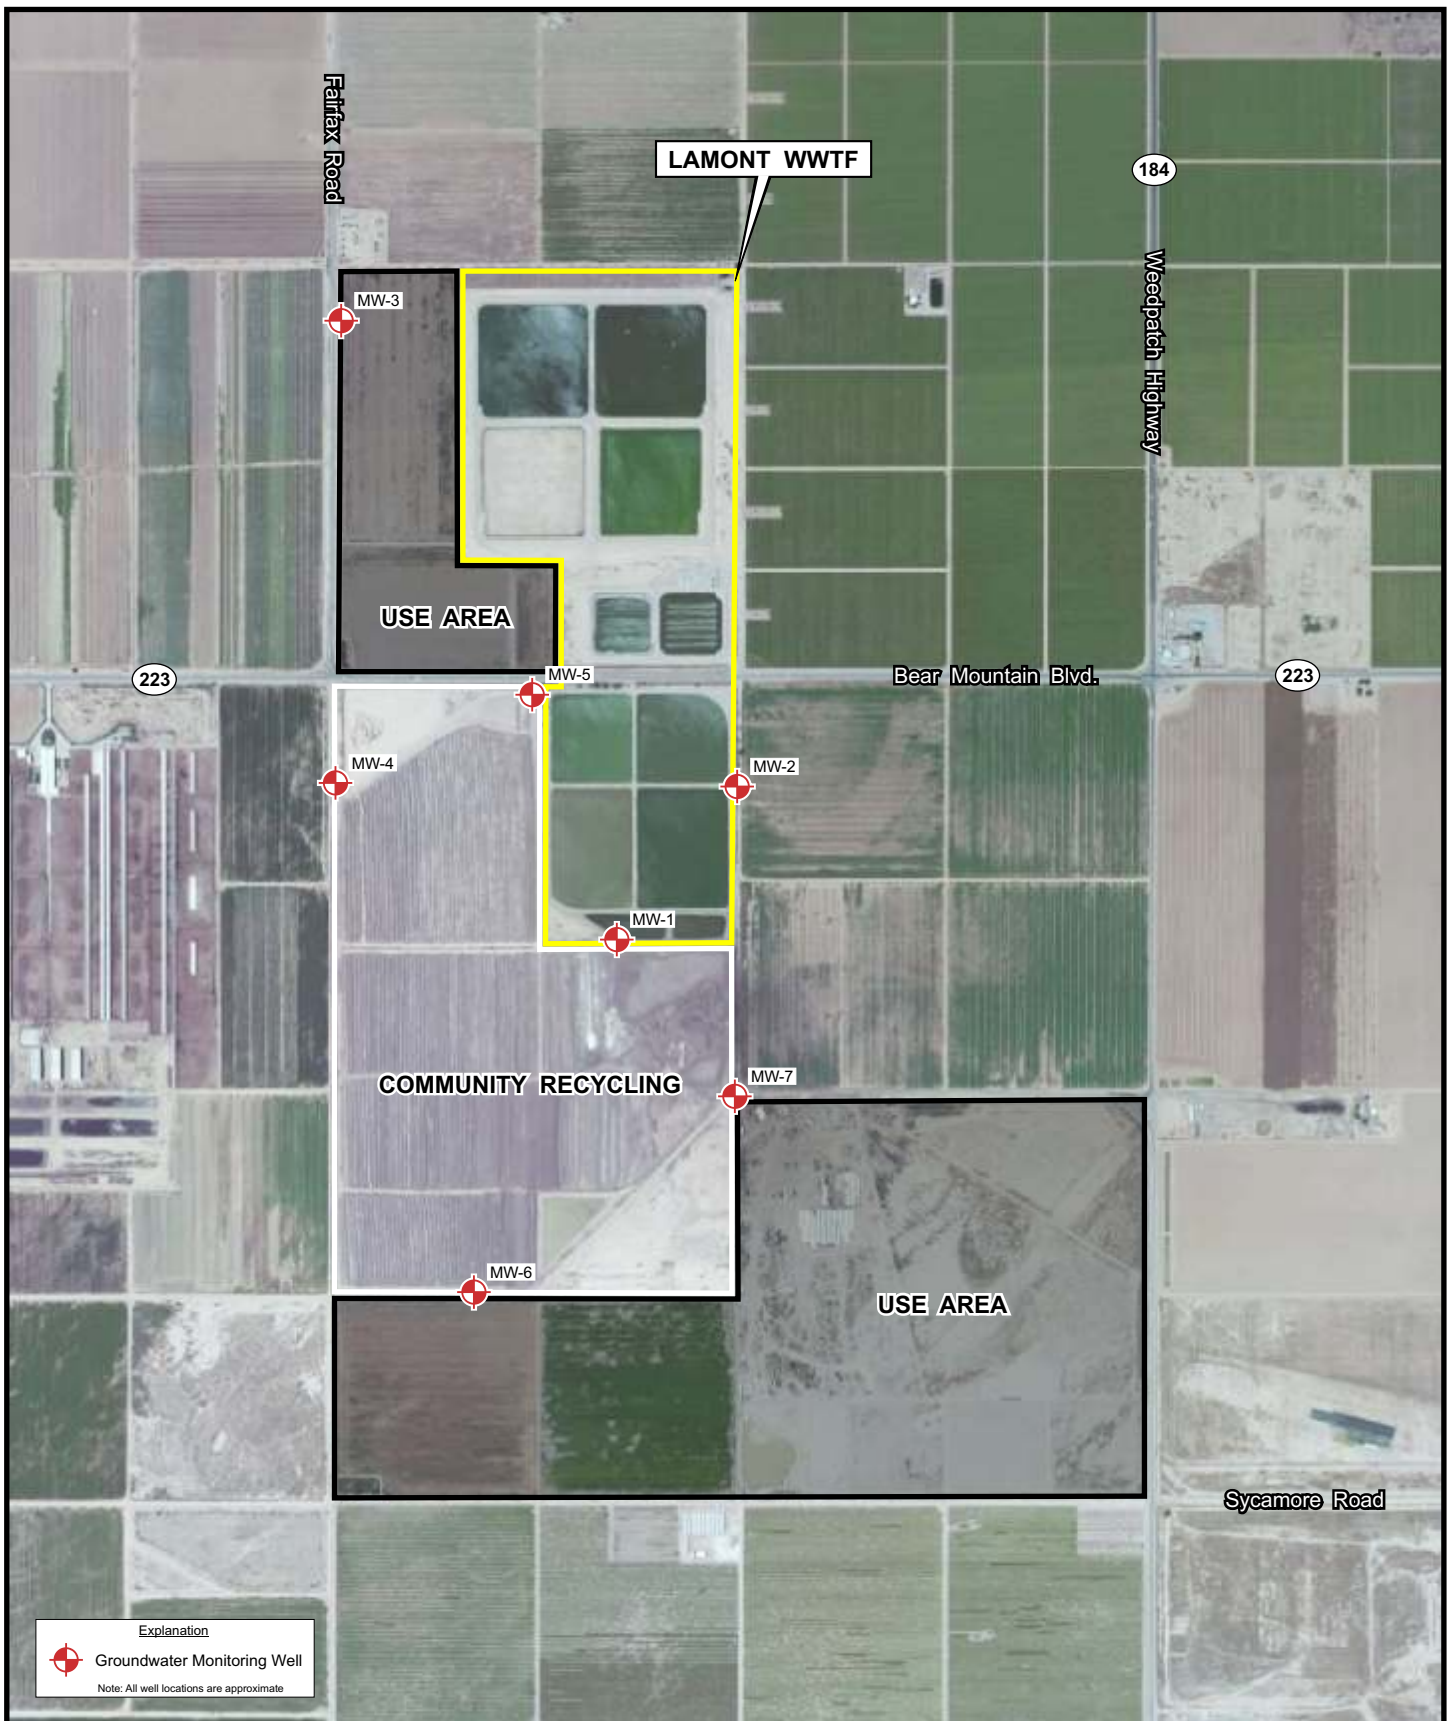 Fairfax Road
LAMONT WWTF
184
Weedpatch Highway
MW-3
USE AREA
223
MW-5
Bear Mountain Blvd.
223
MW-4
MW-2
MW-1
COMMUNITY RECYCLING
MW-7
MW-6
USE AREA
Sycamore Road
Explanation
Groundwater Monitoring Well
Note: All well locations are approximate